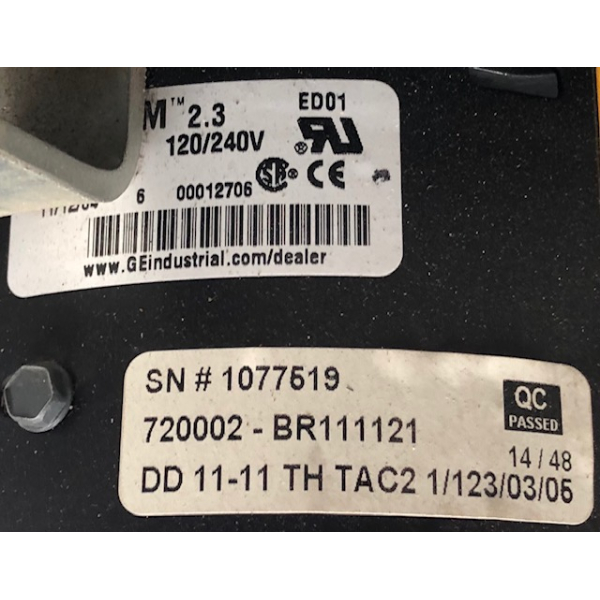 M™ 2.3
ED01
120/240V
6 00012706
www.GEindustrial.com/dealer
SN # 1077519
720002 - BR111121
QC
PASSED
14 / 48
DD 11-11 TH TAC2 1/123/03/05